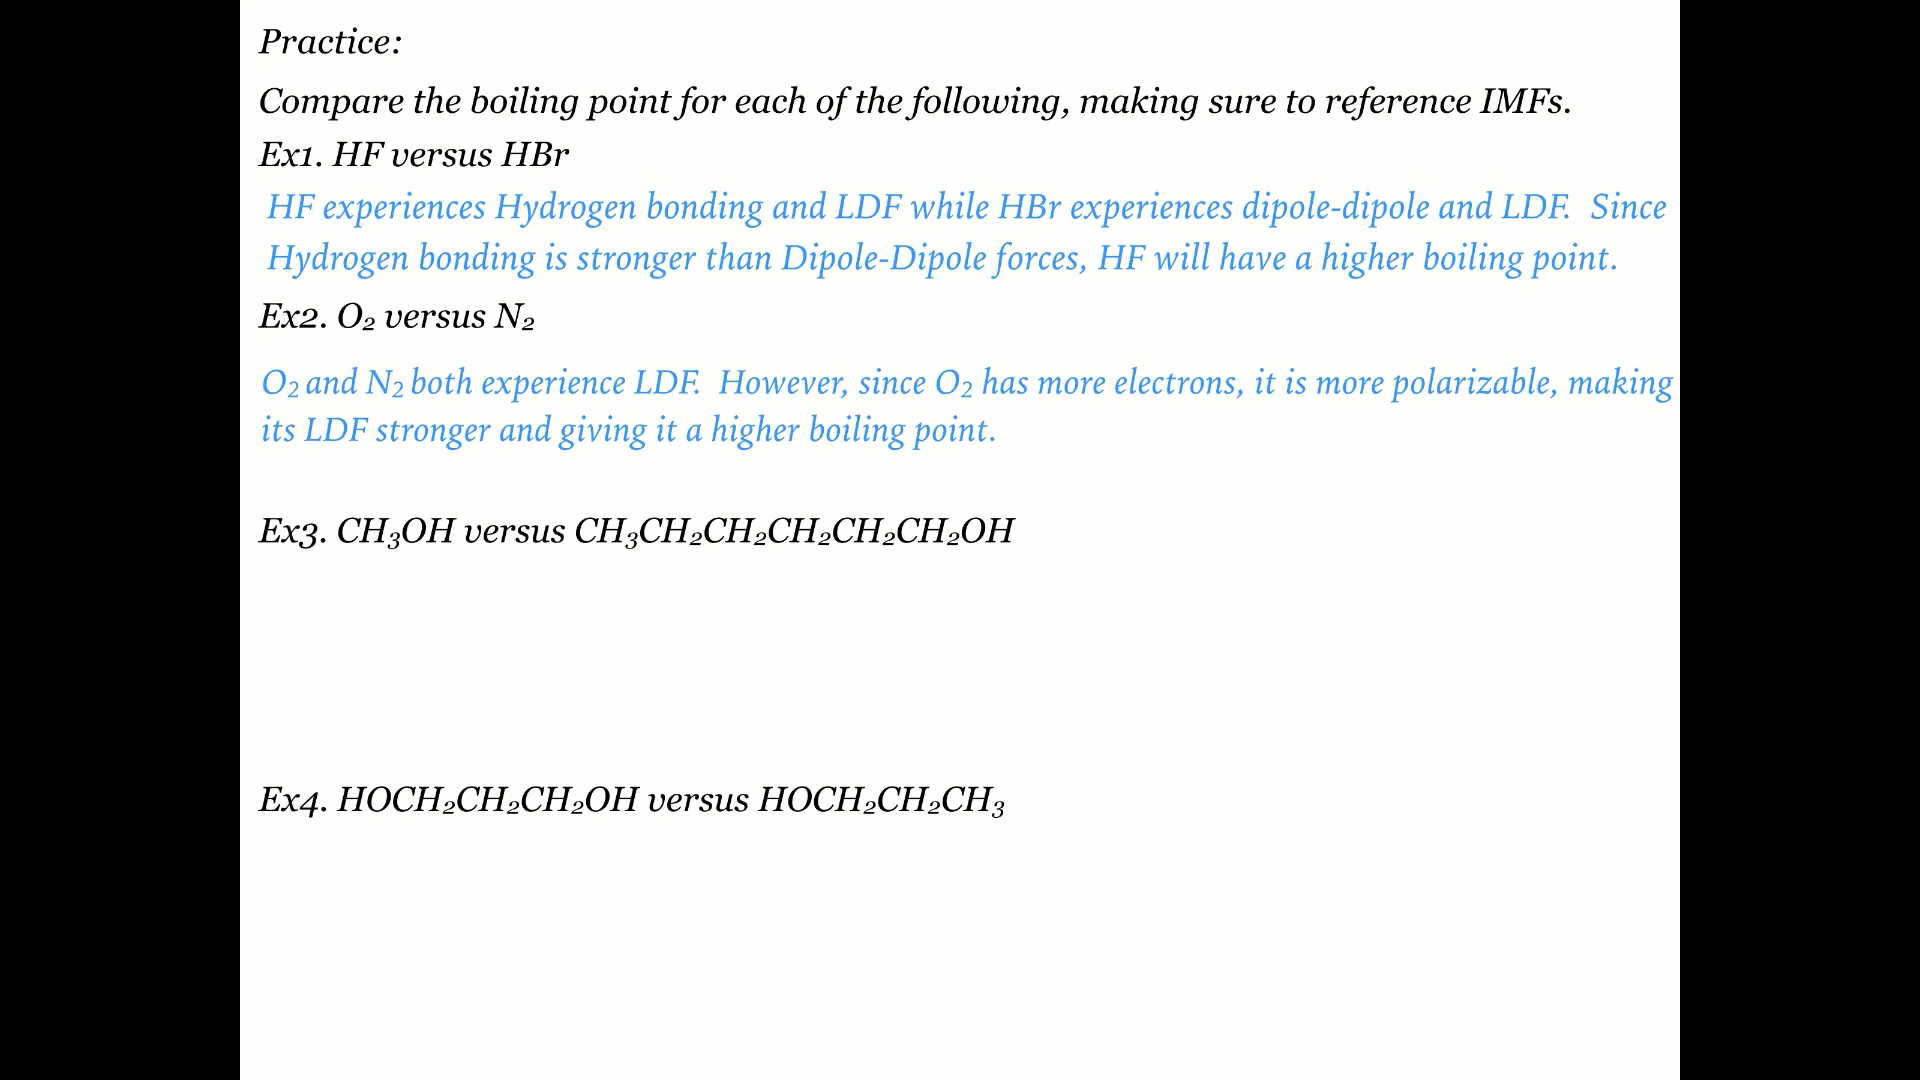 Practice:
Compare the boiling point for each of the following, making sure to reference IMFs.
Ex1. HF versus HBr
HF experiences Hydrogen bonding and LDF while HBr experiences dipole-dipole and LDF.  Since
Hydrogen bonding is stronger than Dipole-Dipole forces, HF will have a higher boiling point.
Ex2. O₂ versus N₂
O₂ and N₂ both experience LDF.  However, since O₂ has more electrons, it is more polarizable, making
its LDF stronger and giving it a higher boiling point.
Ex3. CH₃OH versus CH₃CH₂CH₂CH₂CH₂CH₂OH
Ex4. HOCH₂CH₂CH₂OH versus HOCH₂CH₂CH₃